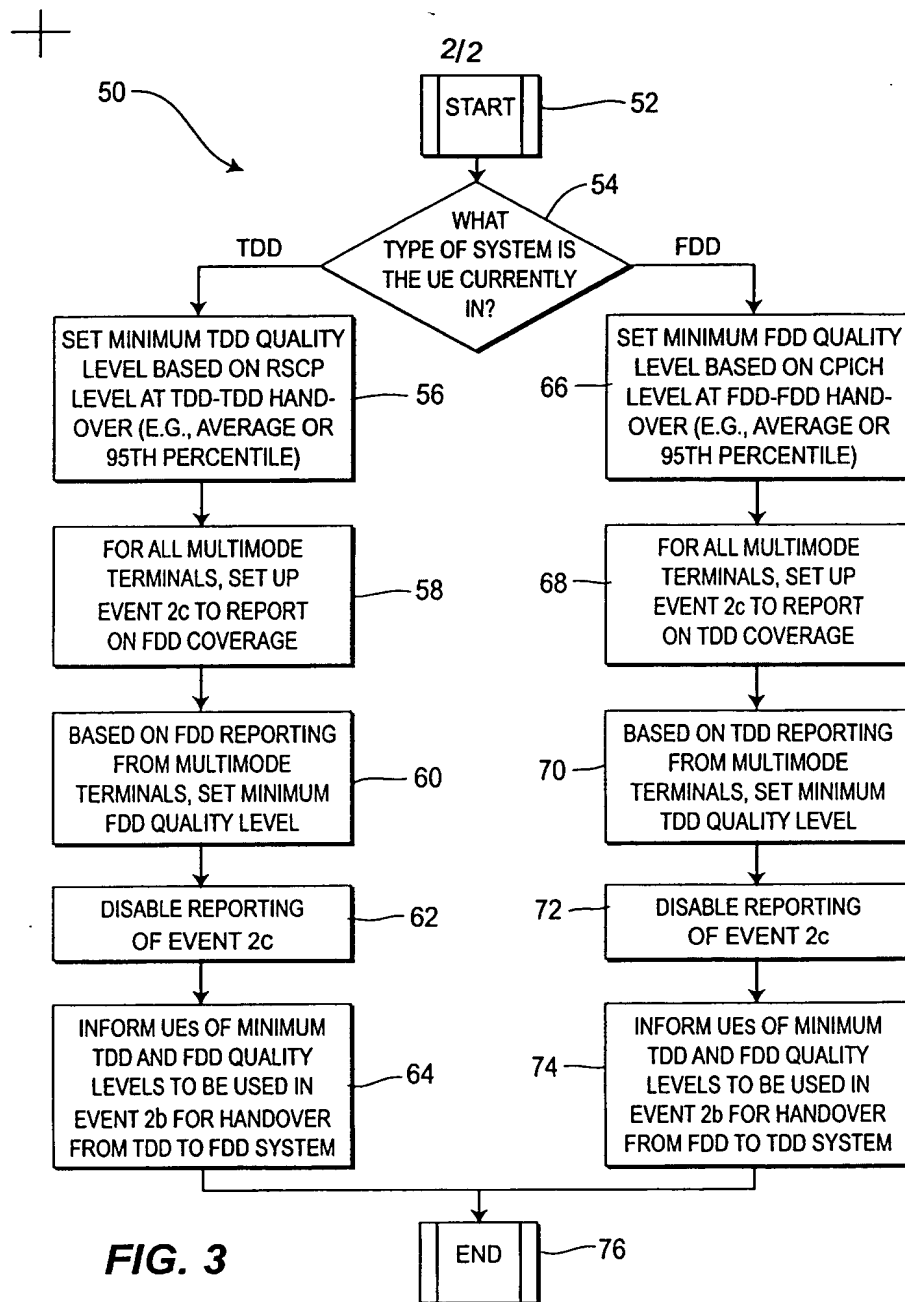 2/2
50
START
52
54
WHAT
TYPE OF SYSTEM IS
THE UE CURRENTLY
IN?
TDD
FDD
SET MINIMUM TDD QUALITY
LEVEL BASED ON RSCP
LEVEL AT TDD-TDD HAND-
OVER (E.G., AVERAGE OR
95TH PERCENTILE)
56
FOR ALL MULTIMODE
TERMINALS, SET UP
EVENT 2c TO REPORT
ON FDD COVERAGE
58
BASED ON FDD REPORTING
FROM MULTIMODE
TERMINALS, SET MINIMUM
FDD QUALITY LEVEL
60
DISABLE REPORTING
OF EVENT 2c
62
INFORM UEs OF MINIMUM
TDD AND FDD QUALITY
LEVELS TO BE USED IN
EVENT 2b FOR HANDOVER
FROM TDD TO FDD SYSTEM
64
66
SET MINIMUM FDD QUALITY
LEVEL BASED ON CPICH
LEVEL AT FDD-FDD HAND-
OVER (E.G., AVERAGE OR
95TH PERCENTILE)
68
FOR ALL MULTIMODE
TERMINALS, SET UP
EVENT 2c TO REPORT
ON TDD COVERAGE
70
BASED ON TDD REPORTING
FROM MULTIMODE
TERMINALS, SET MINIMUM
TDD QUALITY LEVEL
72
DISABLE REPORTING
OF EVENT 2c
74
INFORM UEs OF MINIMUM
TDD AND FDD QUALITY
LEVELS TO BE USED IN
EVENT 2b FOR HANDOVER
FROM FDD TO TDD SYSTEM
END
76
FIG. 3